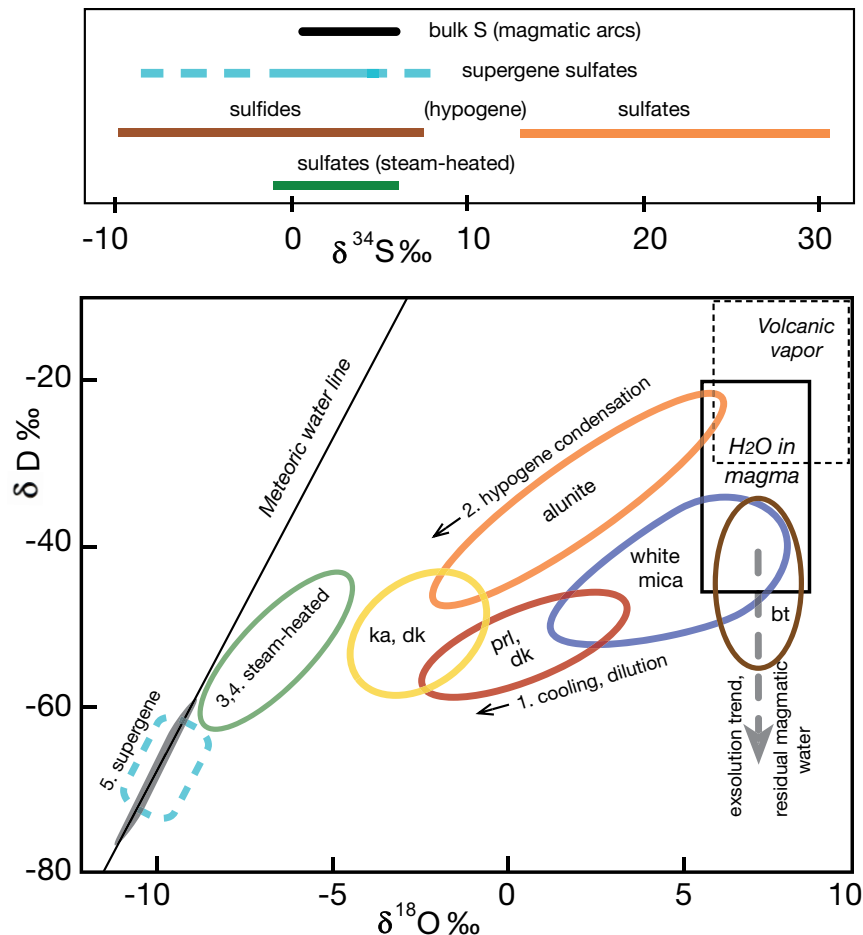 bulk S (magmatic arcs)
supergene sulfates
sulfides (hypogene) sulfates
sulfates (steam-heated)
-10 0 10 20 30
δ³⁴S‰
Volcanic
vapor
-20
Meteoric water line
2. hypogene condensation
H2O in
magma
alunite
δ D‰
-40
white
mica
bt
3,4. steam-heated
ka, dk
prl,
dk
1. cooling, dilution
-60
5. supergene
exsolution trend,
residual magmatic
water
-80
-10 -5 0 5 10
δ¹⁸O‰